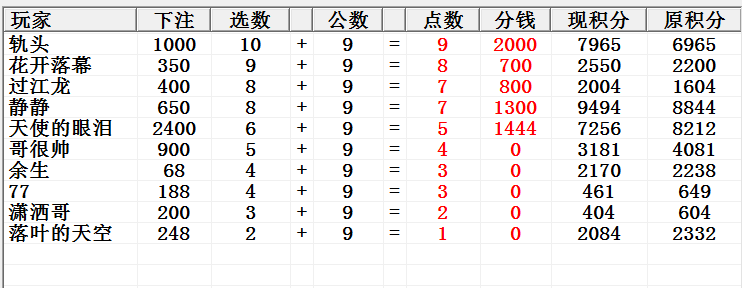 玩家 下注 选数 公数 点数 分钱 现积分 原积分
轨头 1000 10 + 9 = 9 2000 7965 6965
花开落幕 350 9 + 9 = 8 700 2550 2200
过江龙 400 8 + 9 = 7 800 2004 1604
静静 650 8 + 9 = 7 1300 9494 8844
天使的眼泪 2400 6 + 9 = 5 1444 7256 8212
哥很帅 900 5 + 9 = 4 0 3181 4081
余生 68 4 + 9 = 3 0 2170 2238
77 188 4 + 9 = 3 0 461 649
潇洒哥 200 3 + 9 = 2 0 404 604
落叶的天空 248 2 + 9 = 1 0 2084 2332